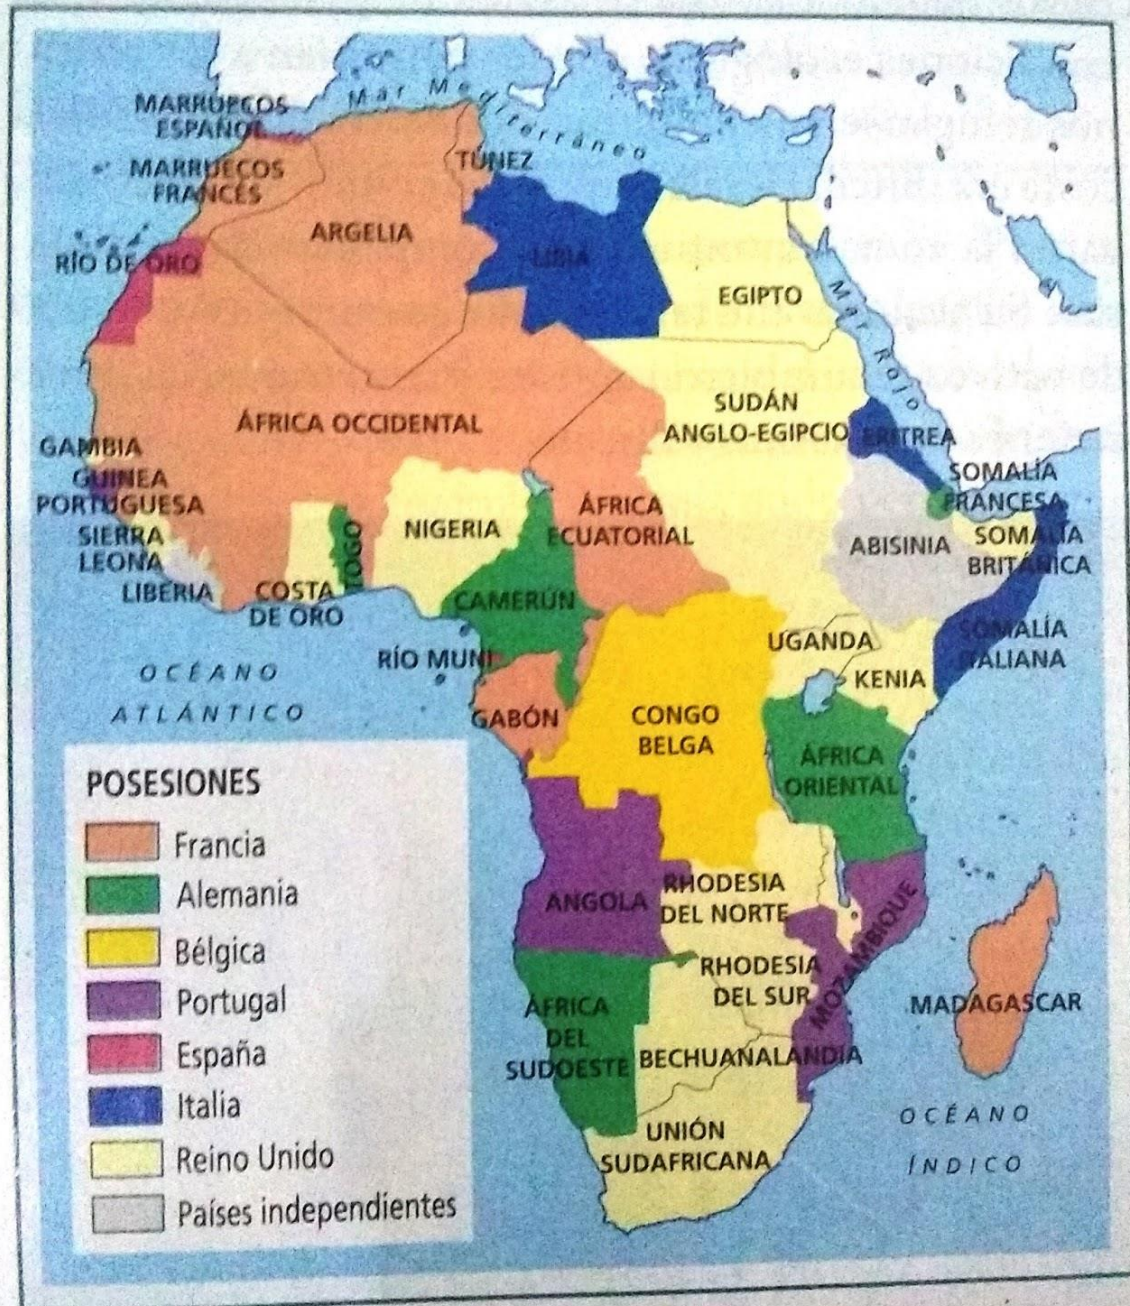 Mar Mediterráneo
MARRUECOS
ESPAÑOL
MARRUECOS
FRANCÉS
TÚNEZ
ARGELIA
LIBIA
RÍO DE ORO
EGIPTO
Mar Rojo
ÁFRICA OCCIDENTAL
SUDÁN
ANGLO-EGIPCIO
ERITREA
GAMBIA
GUINEA
PORTUGUESA
SIERRA
LEONA
LIBERIA
COSTA
DE ORO
TOGO
NIGERIA
ÁFRICA
ECUATORIAL
SOMALÍA
FRANCESA
SOMALÍA
BRITÁNICA
ABISINIA
CAMERÚN
RÍO MUNI
UGANDA
KENIA
SOMALÍA
ITALIANA
OCÉANO
ATLÁNTICO
GABÓN
CONGO
BELGA
ÁFRICA
ORIENTAL
ANGOLA
RHODESIA
DEL NORTE
MOZAMBIQUE
RHODESIA
DEL SUR
MADAGASCAR
ÁFRICA
DEL
SUDOESTE
BECHUANALANDIA
UNIÓN
SUDAFRICANA
OCÉANO
ÍNDICO
POSESIONES
Francia
Alemania
Bélgica
Portugal
España
Italia
Reino Unido
Países independientes